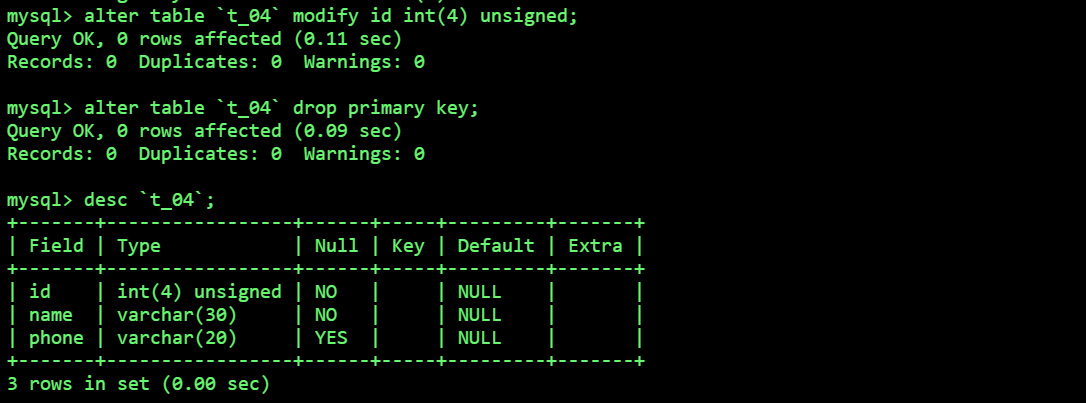 mysql> alter table `t_04` modify id int(4) unsigned;
Query OK, 0 rows affected (0.11 sec)
Records: 0  Duplicates: 0  Warnings: 0

mysql> alter table `t_04` drop primary key;
Query OK, 0 rows affected (0.09 sec)
Records: 0  Duplicates: 0  Warnings: 0

mysql> desc `t_04`;
+-------+-----------------+------+-----+---------+-------+
| Field | Type            | Null | Key | Default | Extra |
+-------+-----------------+------+-----+---------+-------+
| id    | int(4) unsigned | NO   |     | NULL    |       |
| name  | varchar(30)     | NO   |     | NULL    |       |
| phone | varchar(20)     | YES  |     | NULL    |       |
+-------+-----------------+------+-----+---------+-------+
3 rows in set (0.00 sec)